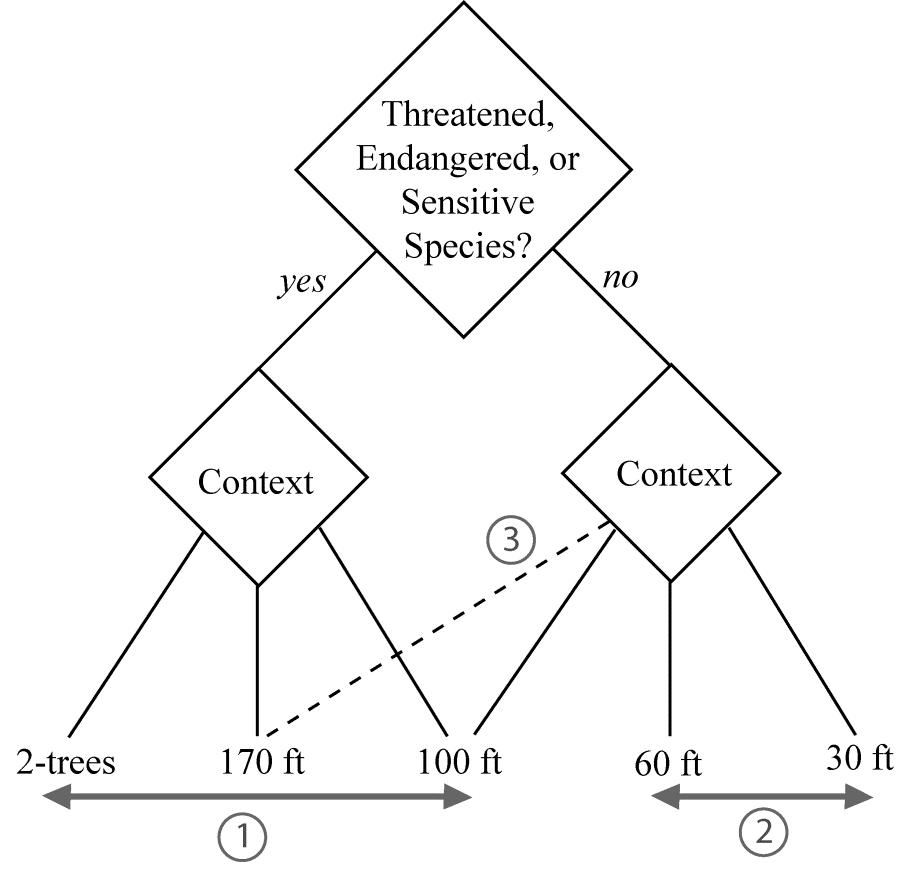 Threatened,
Endangered, or
Sensitive
Species?
yes
no
Context
Context
3
2-trees
170 ft
100 ft
60 ft
30 ft
1
2